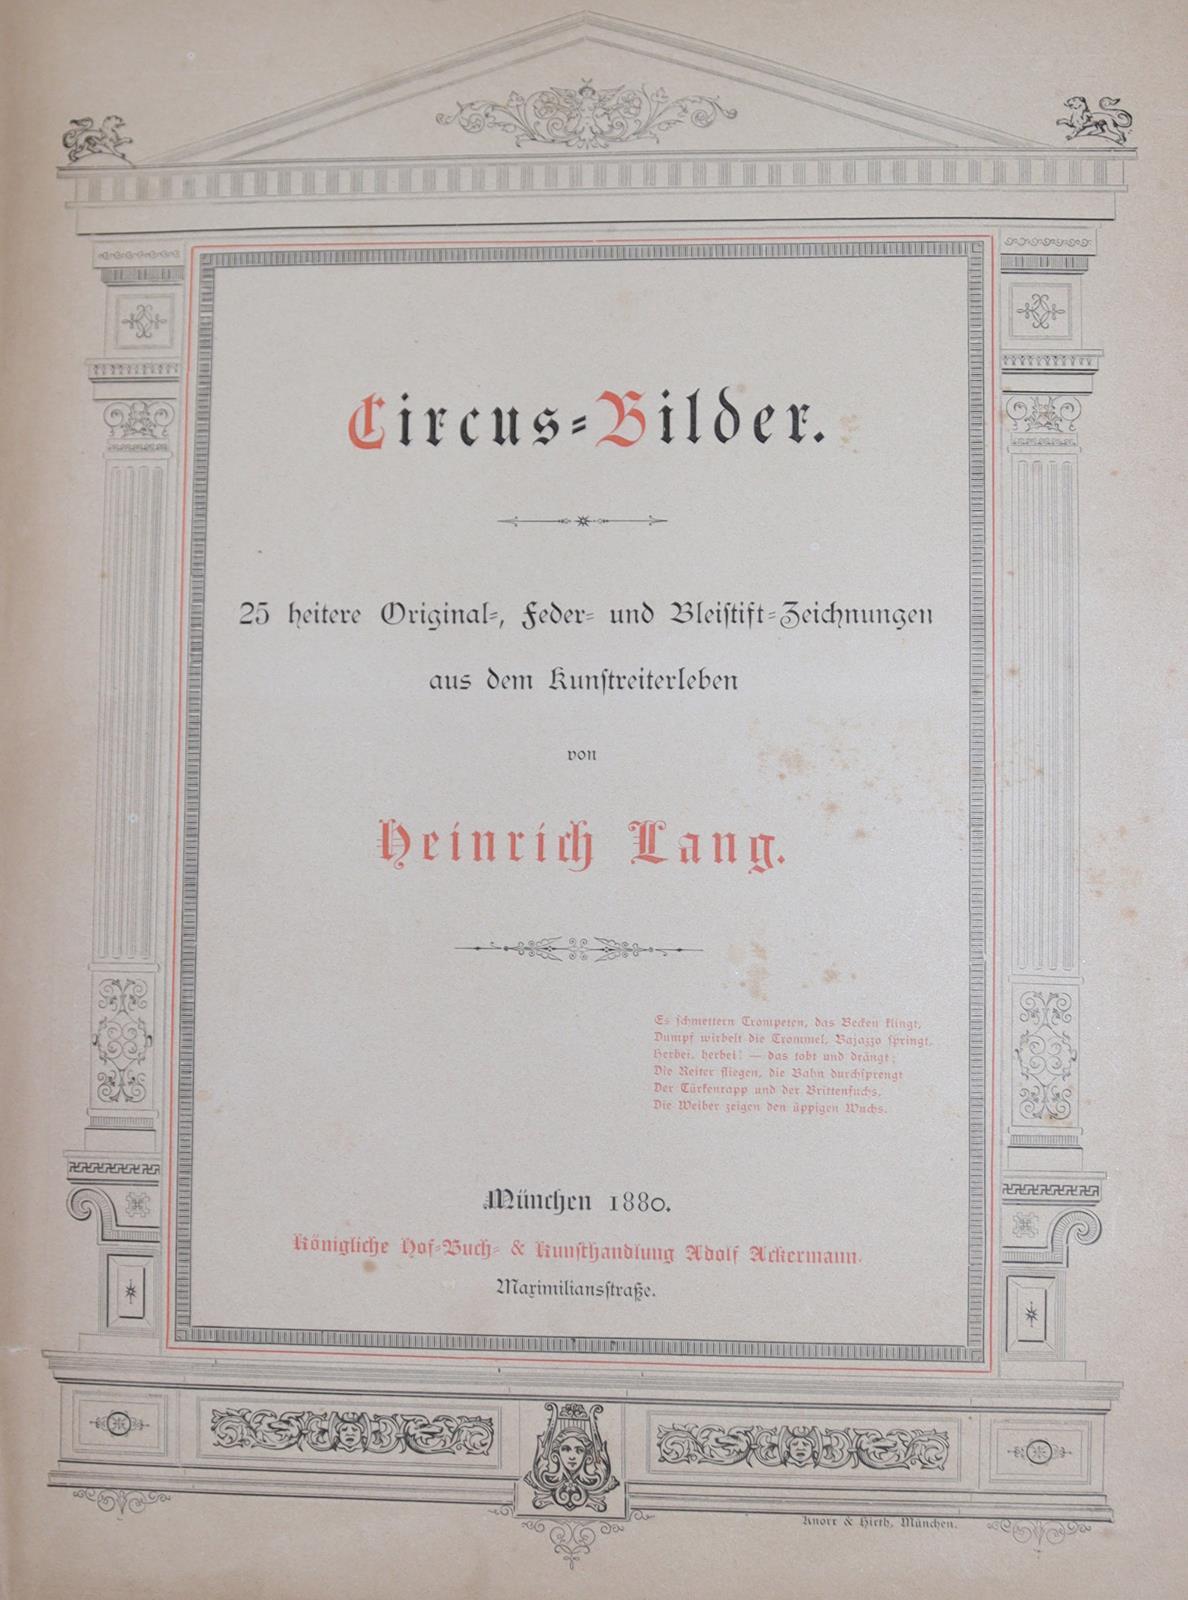 Circus-Bilder.
25 heitere Original-, Feder- und Bleistift-Zeichnungen
aus dem Kunstreiterleben
von
Heinrich Lang.
Es schmettern Trompeten, das Becken klingt,
Dumpf wirbelt die Trommel, Bajazzo springt.
Herbei, herbei! — das tobt und drängt;
Die Reiter fliegen, die Bahn durchsprengt
Der Türkenrapp und der Brittenfuchs.
Die Weiber zeigen den üppigen Wuchs.
München 1880.
Königliche Hof-Buch- & Kunsthandlung Adolf Ackermann.
Maximiliansstraße.
Knorr & Hirth, München.